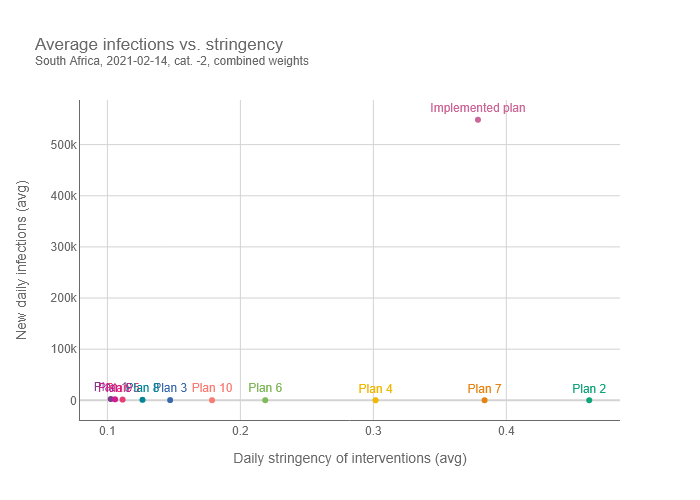 Average infections vs. stringency
South Africa, 2021-02-14, cat. -2, combined weights
Implemented plan
500k
400k
300k
200k
100k
0
Plan 8
Plan 3
Plan 10
Plan 6
Plan 4
Plan 7
Plan 2
0.1
0.2
0.3
0.4
New daily infections (avg)
Daily stringency of interventions (avg)